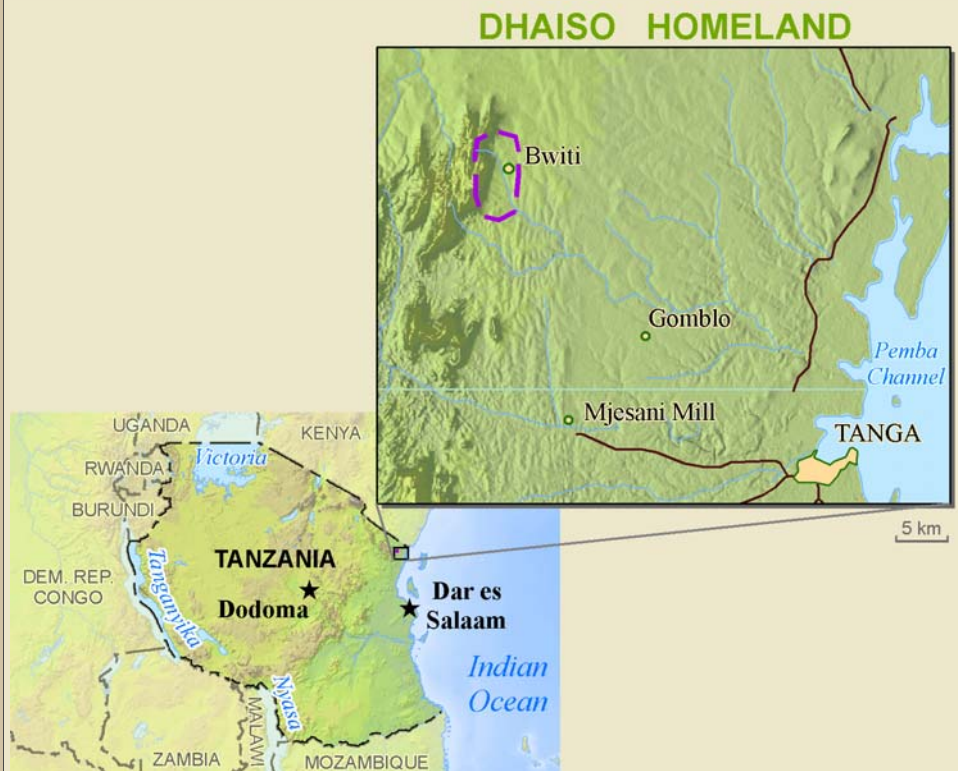 DHAISO HOMELAND
Bwiti
Gomblo
Pemba
Channel
Mjesani Mill
TANGA
5 km
UGANDA
KENYA
Victoria
RWANDA
BURUNDI
TANZANIA
DEM. REP.
CONGO
Tanganyika
Dodoma
Dar es
Salaam
Indian
Ocean
Nyasa
MALAWI
ZAMBIA
MOZAMBIQUE